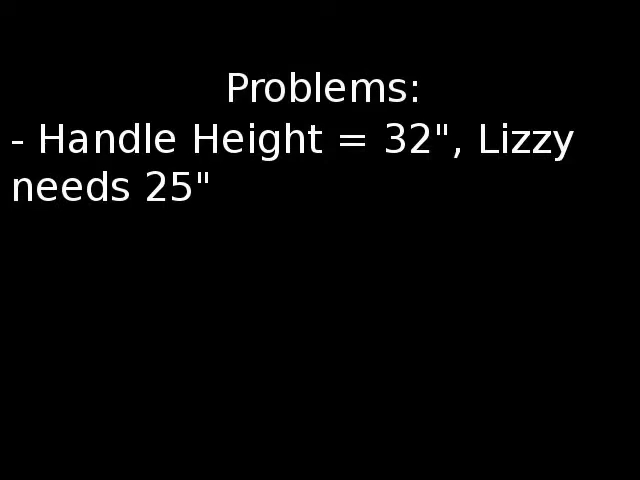 Problems:
- Handle Height = 32", Lizzy
needs 25"